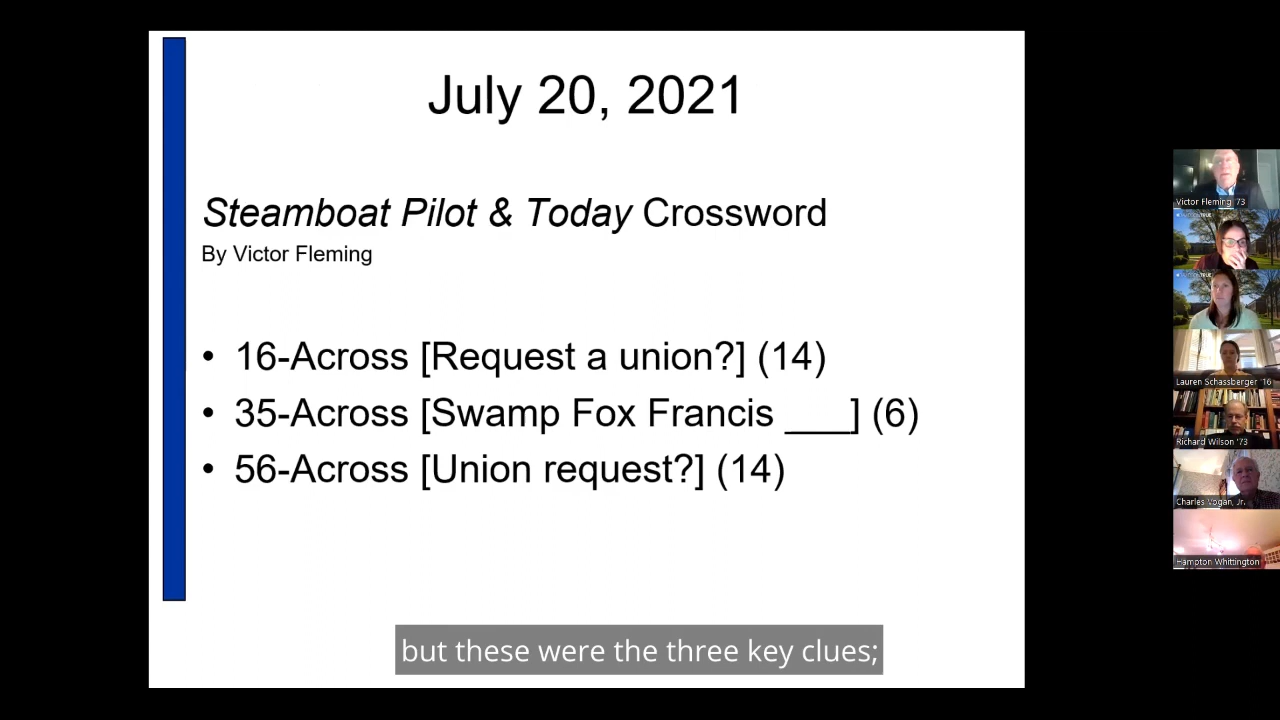 July 20, 2021
Steamboat Pilot & Today Crossword
By Victor Fleming
• 16-Across [Request a union?] (14)
• 35-Across [Swamp Fox Francis ___] (6)
• 56-Across [Union request?] (14)
but these were the three key clues;
Victor Fleming '73
Lauren Schassberger '16
Richard Wilson '73
Charles Vogan, Jr.
Hampton Whittington